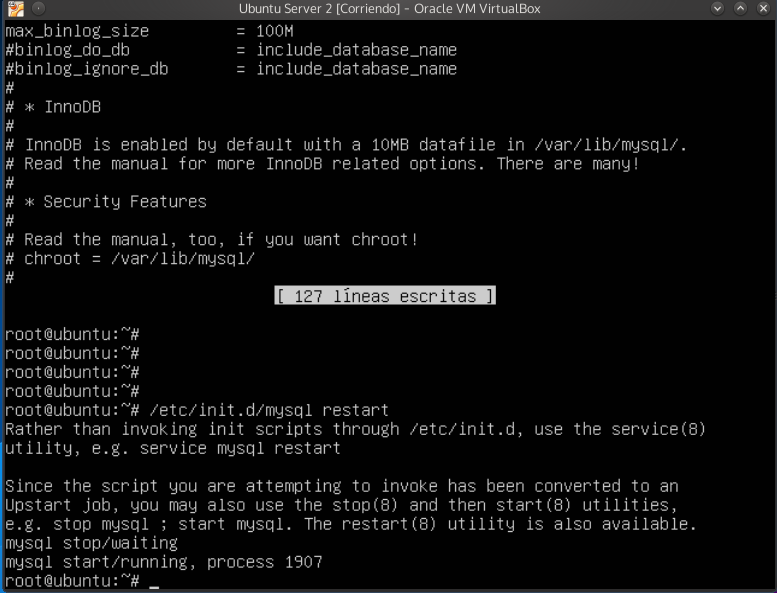 Ubuntu Server 2 [Corriendo] - Oracle VM VirtualBox
max_binlog_size         = 100M
#binlog_do_db           = include_database_name
#binlog_ignore_db       = include_database_name
#
# * InnoDB
#
# InnoDB is enabled by default with a 10MB datafile in /var/lib/mysql/.
# Read the manual for more InnoDB related options. There are many!
#
# * Security Features
#
# Read the manual, too, if you want chroot!
# chroot = /var/lib/mysql/
#
[ 127 líneas escritas ]
root@ubuntu:~#
root@ubuntu:~#
root@ubuntu:~#
root@ubuntu:~#
root@ubuntu:~# /etc/init.d/mysql restart
Rather than invoking init scripts through /etc/init.d, use the service(8)
utility, e.g. service mysql restart
Since the script you are attempting to invoke has been converted to an
Upstart job, you may also use the stop(8) and then start(8) utilities,
e.g. stop mysql ; start mysql. The restart(8) utility is also available.
mysql stop/waiting
mysql start/running, process 1907
root@ubuntu:~# _